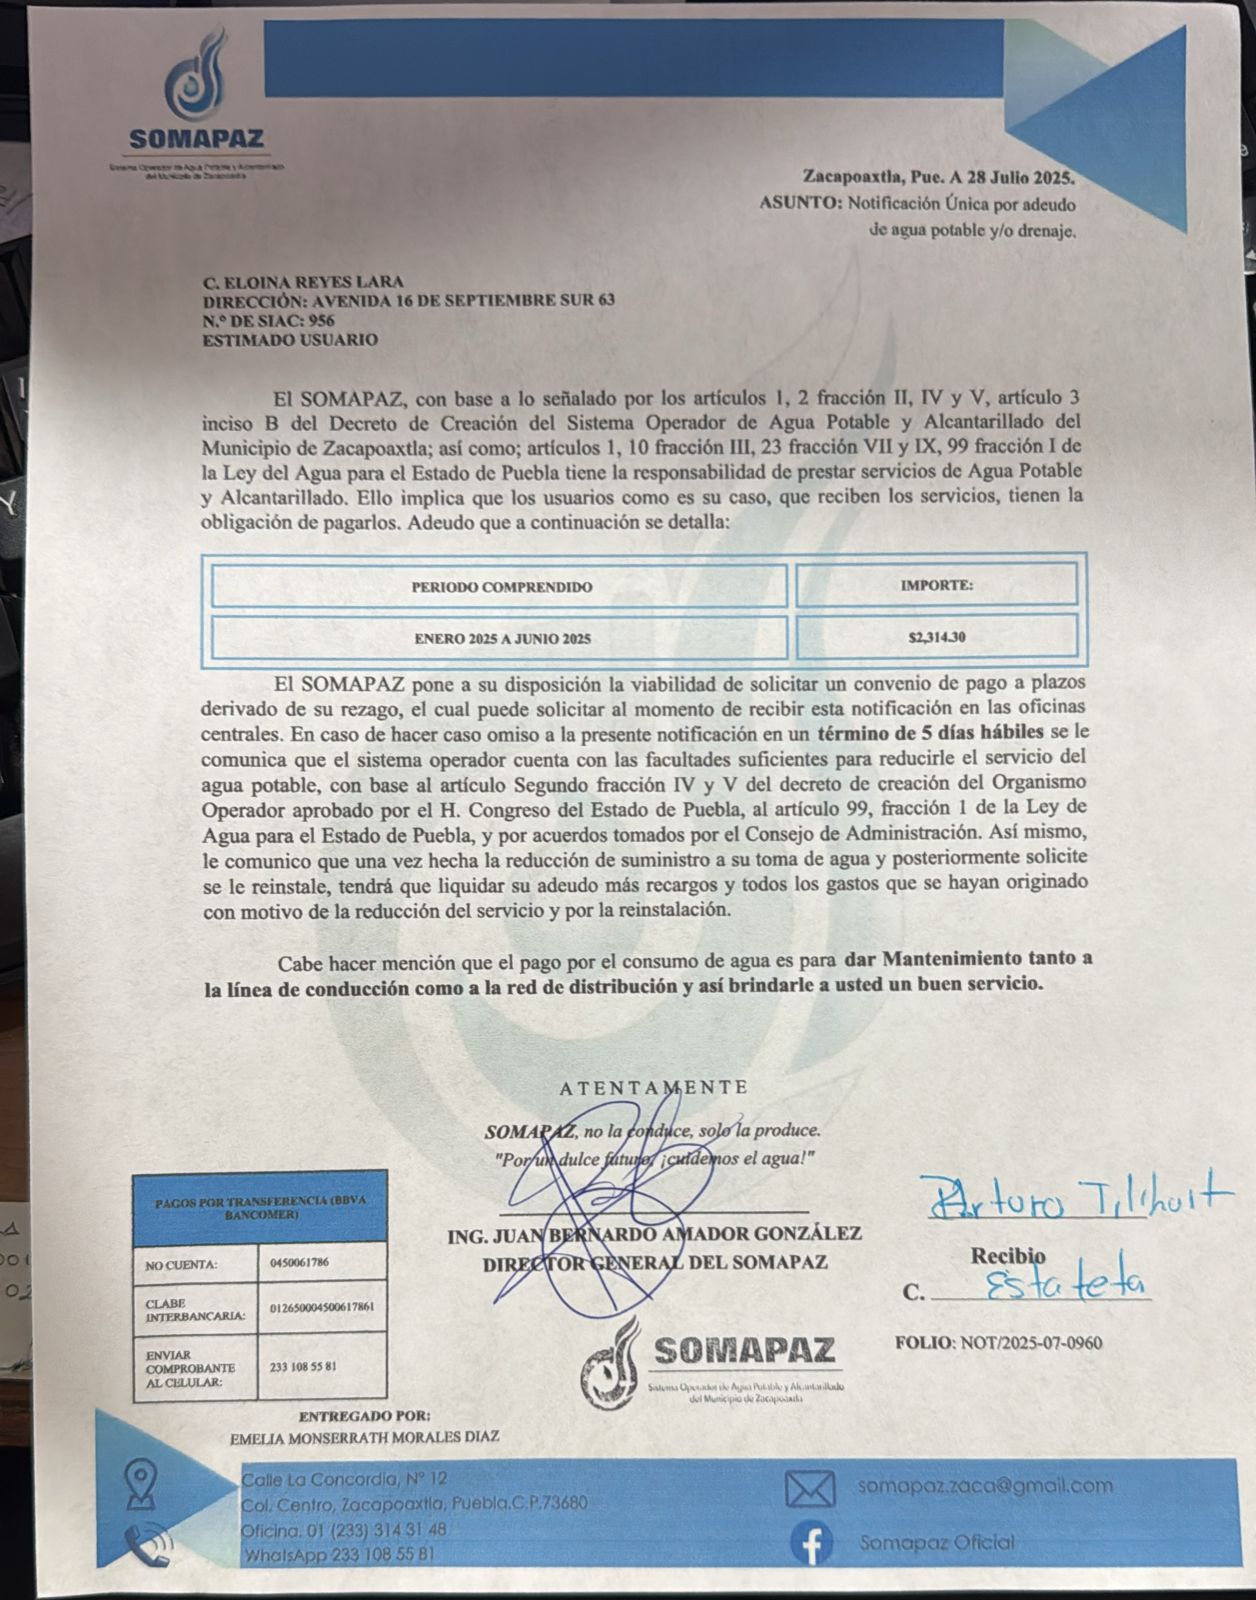 SOMAPAZ
Sistema Operador de Agua Potable y Alcantarillado
del Municipio de Zacapoaxtla
Zacapoaxtla, Pue. A 28 Julio 2025.
ASUNTO: Notificación Única por adeudo
de agua potable y/o drenaje.
C. ELOINA REYES LARA
DIRECCIÓN: AVENIDA 16 DE SEPTIEMBRE SUR 63
N.º DE SIAC: 956
ESTIMADO USUARIO
El SOMAPAZ, con base a lo señalado por los artículos 1, 2 fracción II, IV y V, artículo 3
inciso B del Decreto de Creación del Sistema Operador de Agua Potable y Alcantarillado del
Municipio de Zacapoaxtla; así como; artículos 1, 10 fracción III, 23 fracción VII y IX, 99 fracción I de
la Ley del Agua para el Estado de Puebla tiene la responsabilidad de prestar servicios de Agua Potable
y Alcantarillado. Ello implica que los usuarios como es su caso, que reciben los servicios, tienen la
obligación de pagarlos. Adeudo que a continuación se detalla:
PERIODO COMPRENDIDO IMPORTE:
ENERO 2025 A JUNIO 2025 $2,314.30
El SOMAPAZ pone a su disposición la viabilidad de solicitar un convenio de pago a plazos
derivado de su rezago, el cual puede solicitar al momento de recibir esta notificación en las oficinas
centrales. En caso de hacer caso omiso a la presente notificación en un término de 5 días hábiles se le
comunica que el sistema operador cuenta con las facultades suficientes para reducirle el servicio del
agua potable, con base al artículo Segundo fracción IV y V del decreto de creación del Organismo
Operador aprobado por el H. Congreso del Estado de Puebla, al artículo 99, fracción 1 de la Ley de
Agua para el Estado de Puebla, y por acuerdos tomados por el Consejo de Administración. Así mismo,
le comunico que una vez hecha la reducción de suministro a su toma de agua y posteriormente solicite
se le reinstale, tendrá que liquidar su adeudo más recargos y todos los gastos que se hayan originado
con motivo de la reducción del servicio y por la reinstalación.
Cabe hacer mención que el pago por el consumo de agua es para dar Mantenimiento tanto a
la línea de conducción como a la red de distribución y así brindarle a usted un buen servicio.
ATENTAMENTE
SOMAPAZ, no la conduce, solo la produce.
"Por un dulce futuro, ¡cuidemos el agua!"
ING. JUAN BERNARDO AMADOR GONZÁLEZ
DIRECTOR GENERAL DEL SOMAPAZ
PAGOS POR TRANSFERENCIA (BBVA
BANCOMER)
NO CUENTA: 0450061786
CLABE
INTERBANCARIA: 012650004500617861
ENVIAR
COMPROBANTE
AL CELULAR: 233 108 55 81
Arturo
Recibio
C.
FOLIO: NOT/2025-07-0960
SOMAPAZ
Sistema Operador de Agua Potable y Alcantarillado
del Municipio de Zacapoaxtla
ENTREGADO POR:
EMELIA MONSERRATH MORALES DIAZ
Calle La Concordia, Nº 12
Col. Centro, Zacapoaxtla, Puebla.C.P.73680
Oficina. 01 (233) 314 31 48
WhatsApp 233 108 55 81
somapaz.zaca@gmail.com
Somapaz Oficial